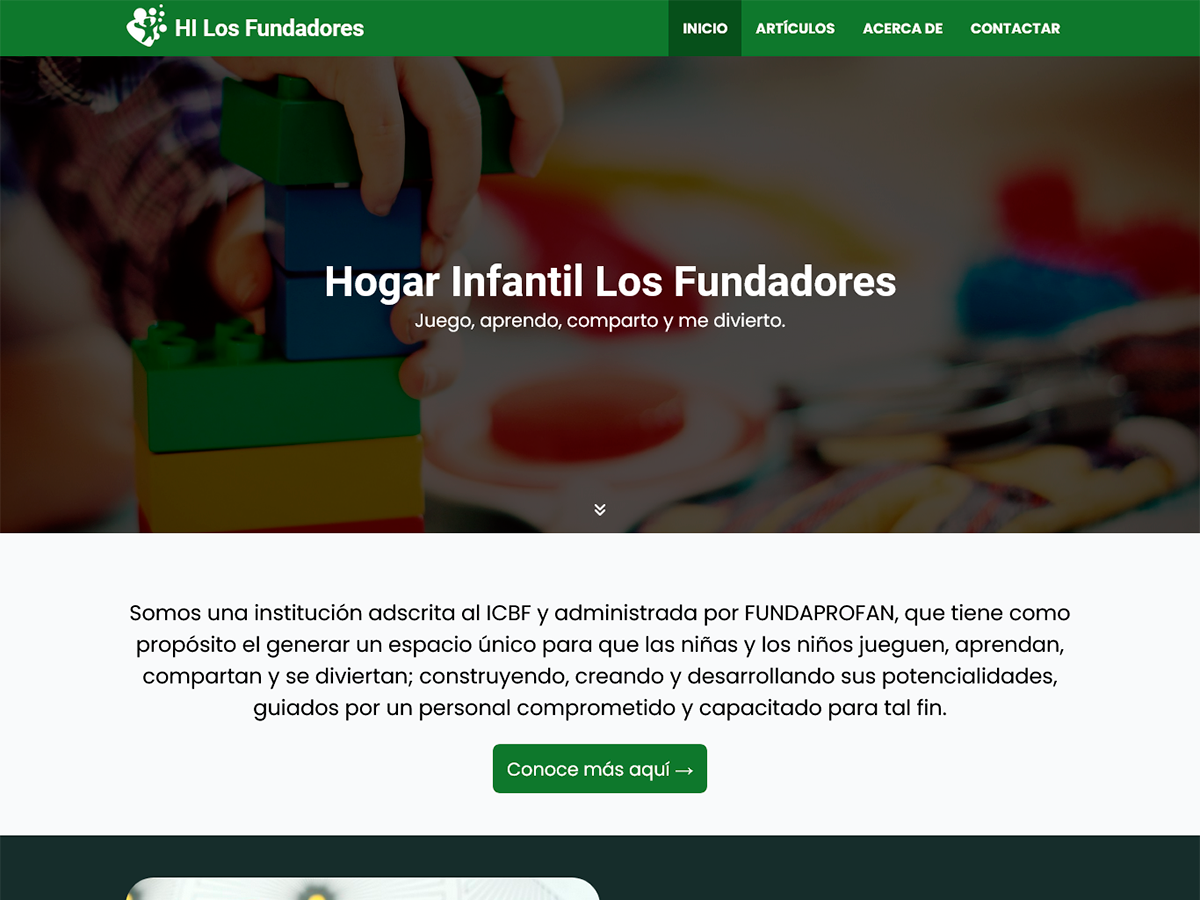 HI Los Fundadores
INICIO
ARTÍCULOS
ACERCA DE
CONTACTAR
Hogar Infantil Los Fundadores
Juego, aprendo, comparto y me divierto.
Somos una institución adscrita al ICBF y administrada por FUNDAPROFAN, que tiene como
propósito el generar un espacio único para que las niñas y los niños jueguen, aprendan,
compartan y se diviertan; construyendo, creando y desarrollando sus potencialidades,
guiados por un personal comprometido y capacitado para tal fin.
Conoce más aquí →